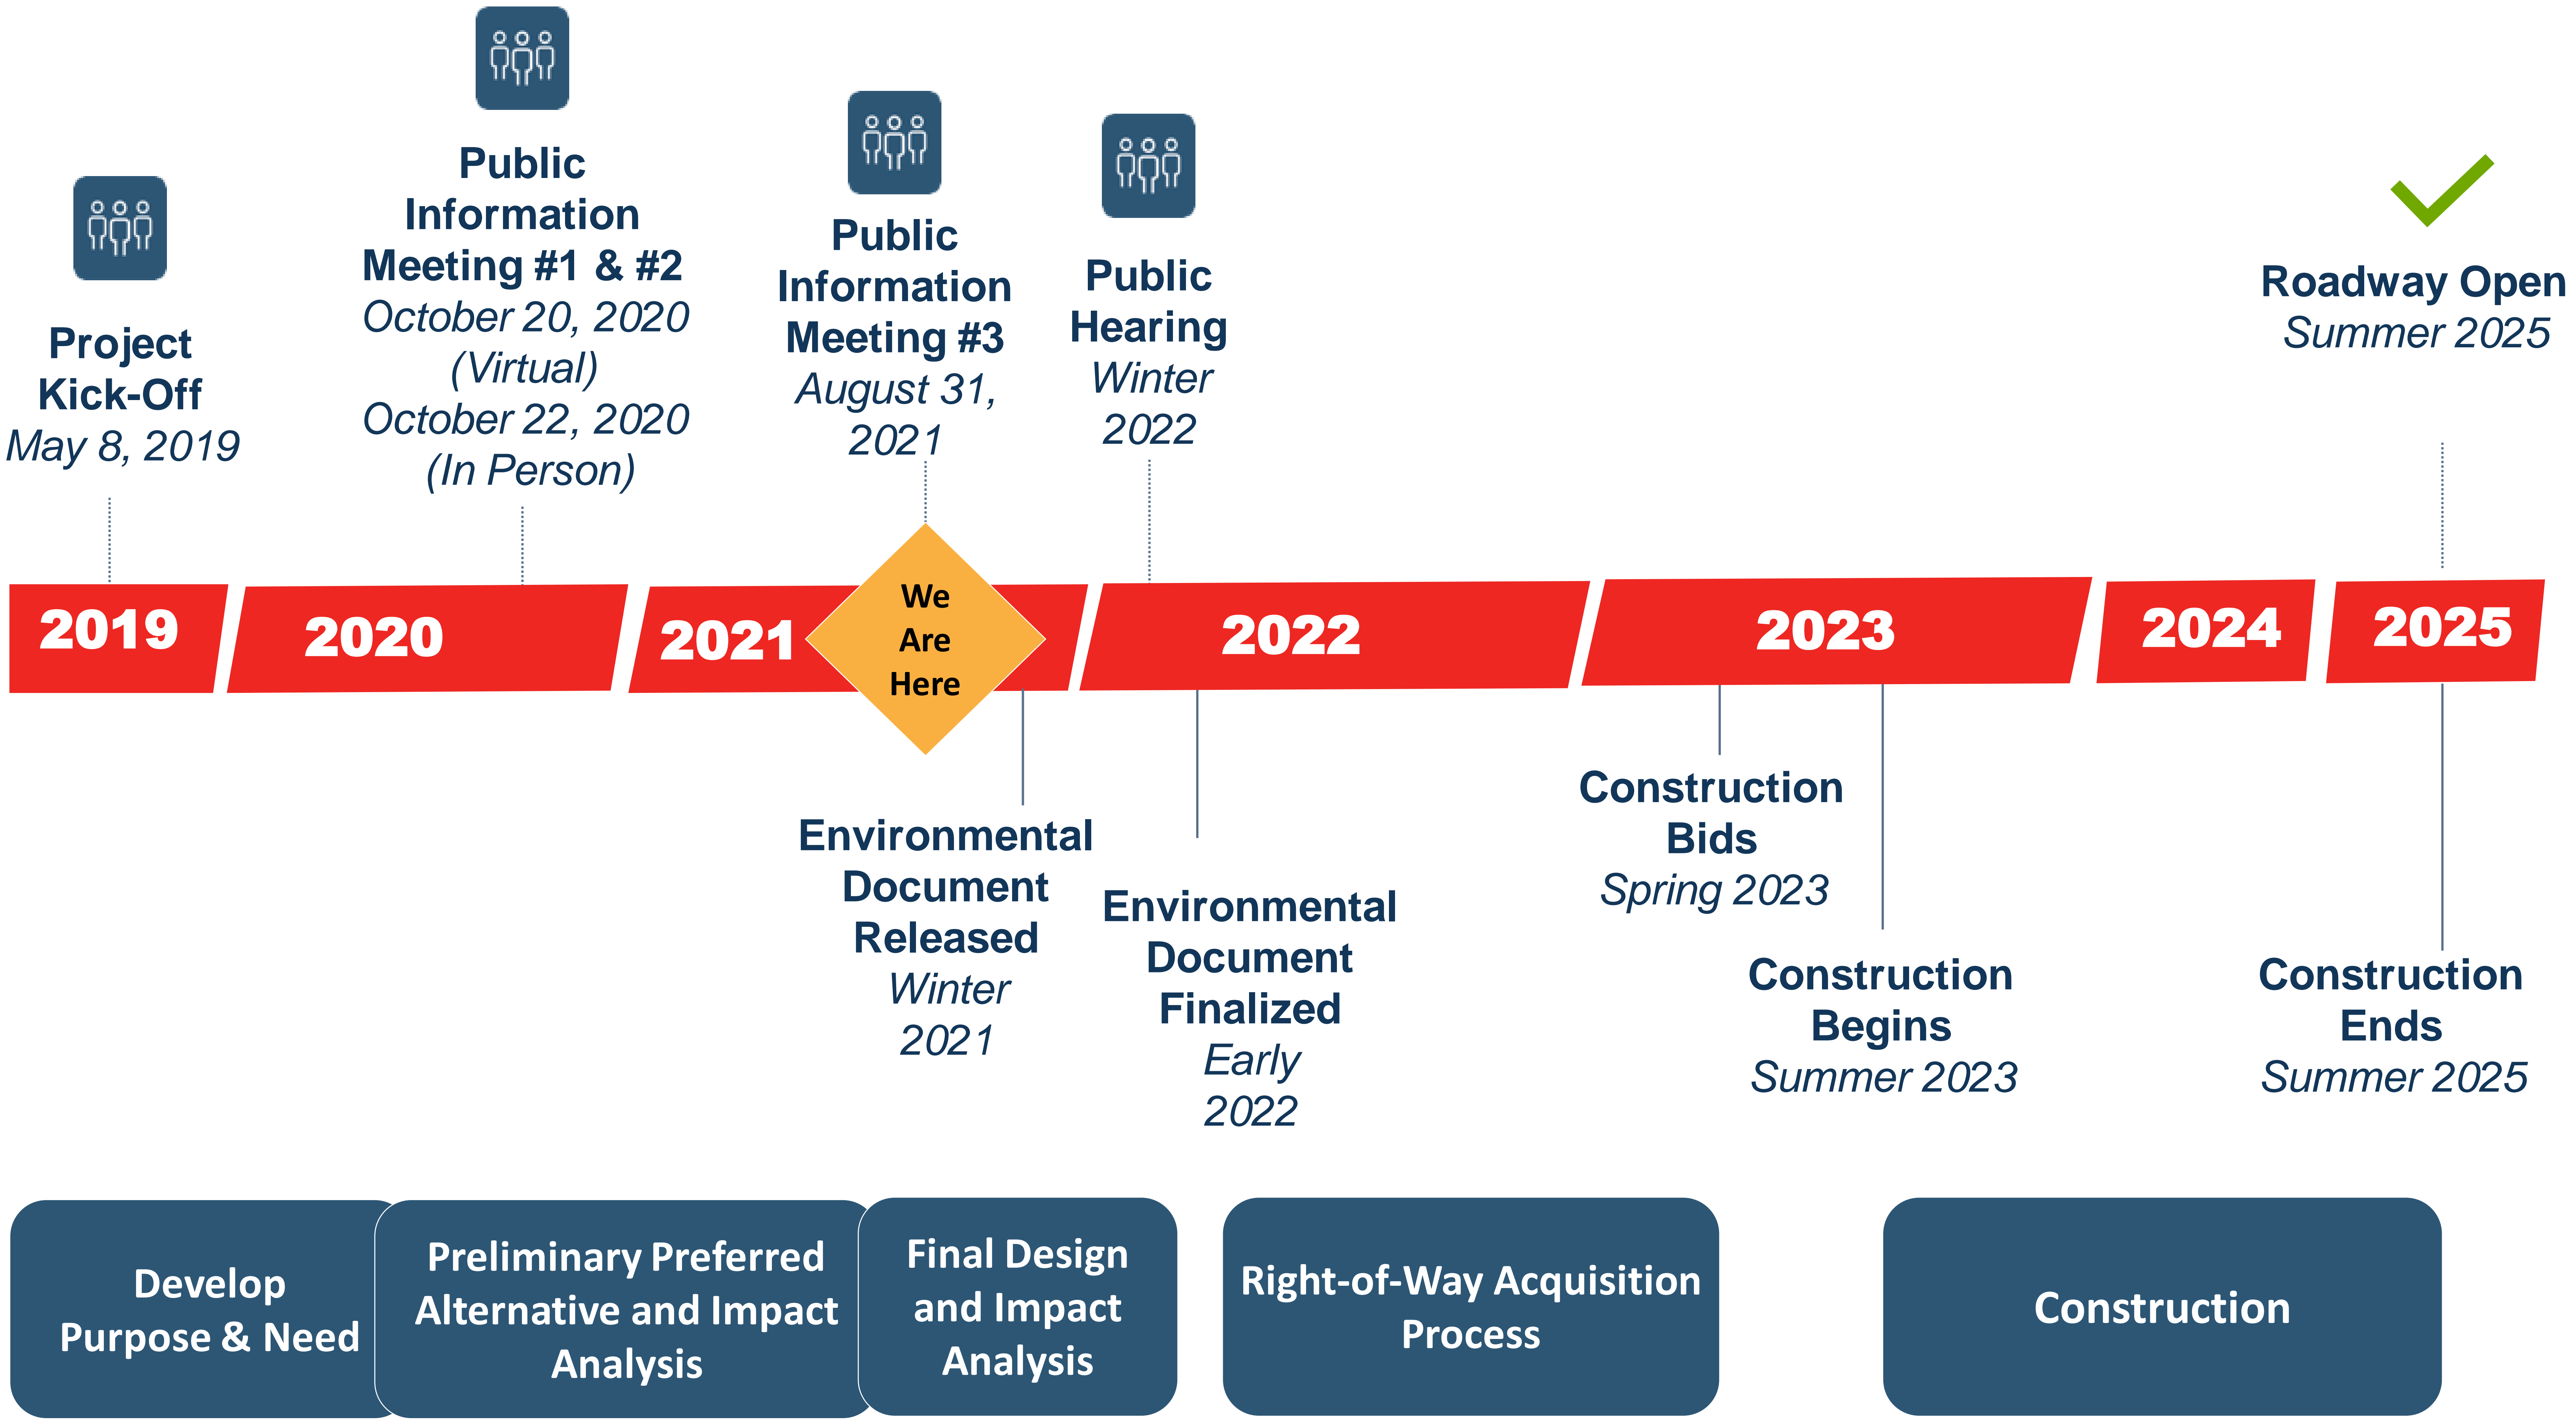 Project
Kick-Off
May 8, 2019
Public
Information
Meeting #1 & #2
October 20, 2020
(Virtual)
October 22, 2020
(In Person)
Public
Information
Meeting #3
August 31,
2021
Public
Hearing
Winter
2022
Roadway Open
Summer 2025
2019
2020
2021
We
Are
Here
2022
2023
2024
2025
Environmental
Document
Released
Winter
2021
Environmental
Document
Finalized
Early
2022
Construction
Bids
Spring 2023
Construction
Begins
Summer 2023
Construction
Ends
Summer 2025
Develop
Purpose & Need
Preliminary Preferred
Alternative and Impact
Analysis
Final Design
and Impact
Analysis
Right-of-Way Acquisition
Process
Construction